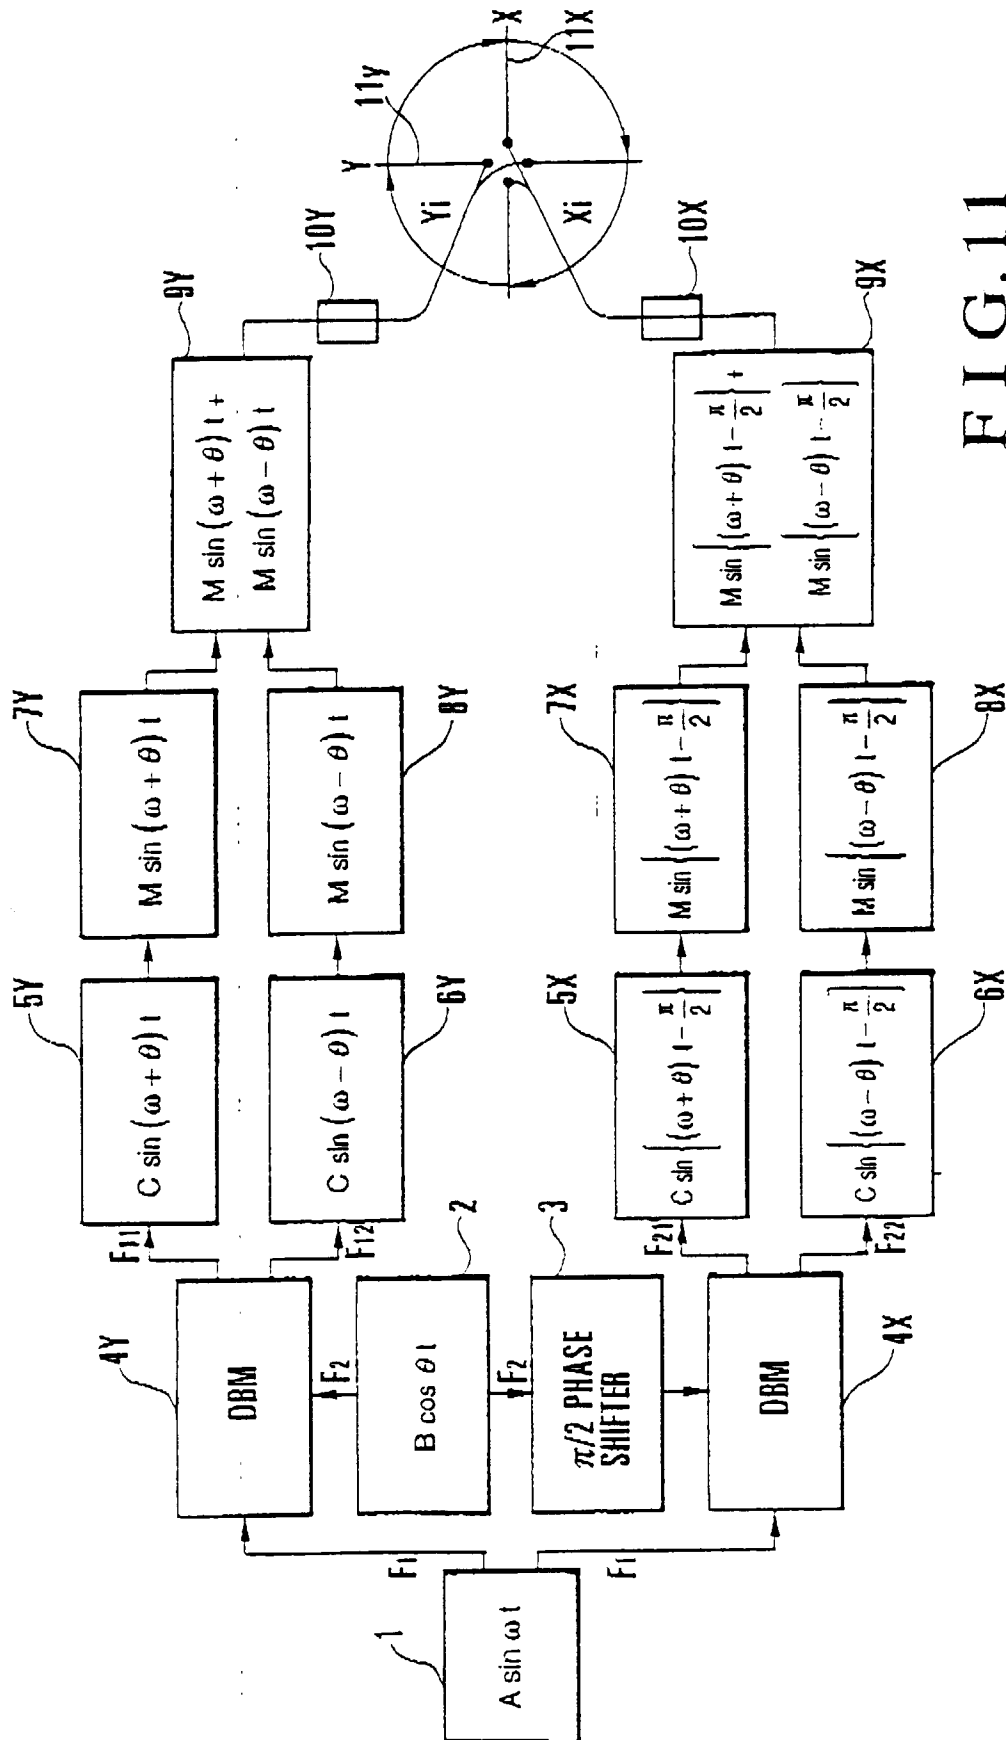 1
A sin ω t
F1
F1
4Y
DBM
F2
B cos θ t
2
F2
π/2 PHASE
SHIFTER
3
DBM
4X
F11
F12
F21
F22
5Y
C sin (ω + θ) t
C sin (ω − θ) t
6Y
5X
C sin {(ω + θ) t − π/2}
C sin {(ω − θ) t − π/2}
6X
7Y
M sin (ω + θ) t
M sin (ω − θ) t
8Y
7X
M sin {(ω + θ) t − π/2}
M sin {(ω − θ) t − π/2}
8X
9Y
M sin (ω + θ) t +
M sin (ω − θ) t
M sin {(ω + θ) t − π/2} +
M sin {(ω − θ) t − π/2}
9X
10Y
10X
Yi
Xi
Y
11y
X
11X
FIG.11